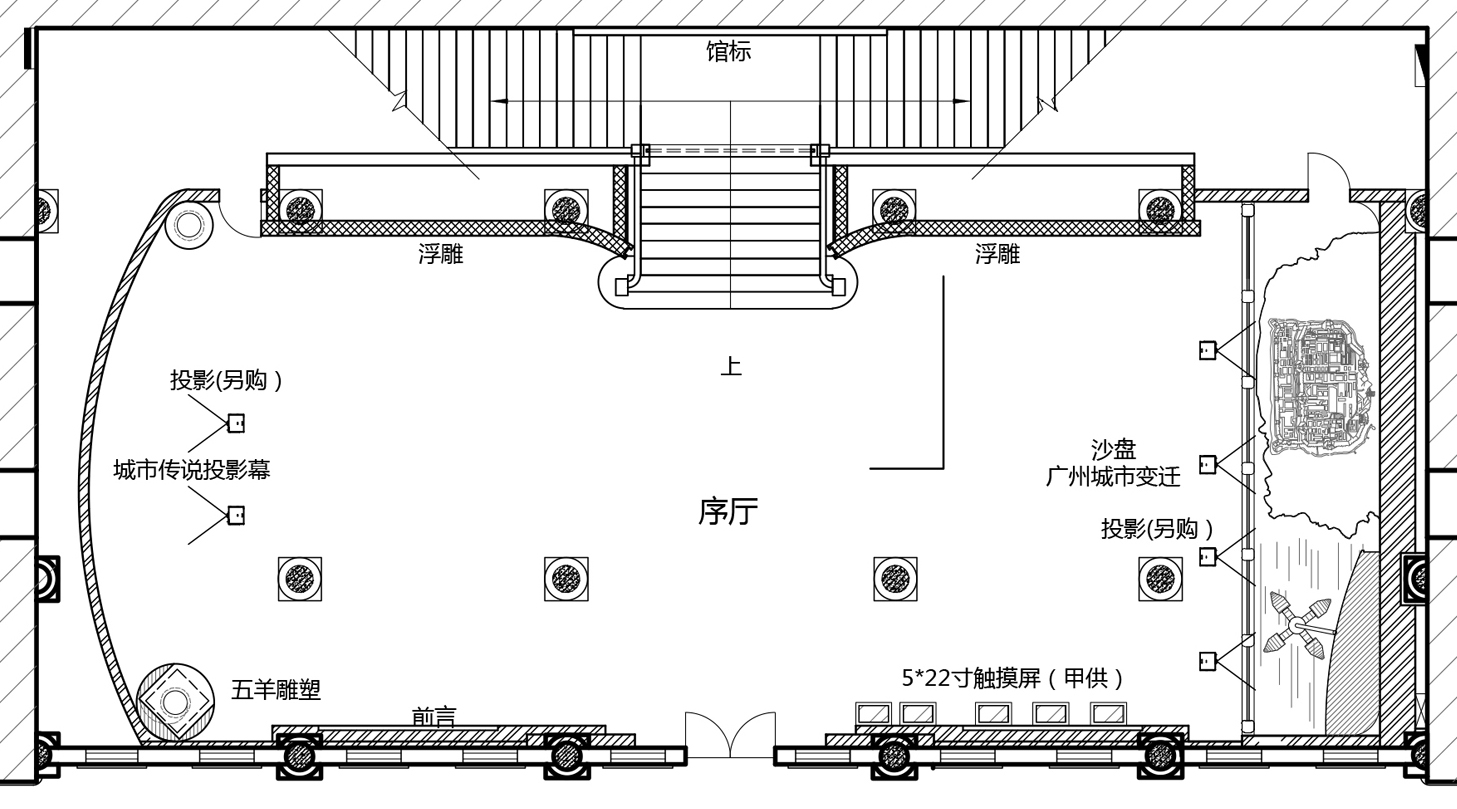 馆标
浮雕
浮雕
上
投影(另购）
城市传说投影幕
沙盘
广州城市变迁
序厅
投影(另购）
5*22寸触摸屏（甲供）
五羊雕塑
前言